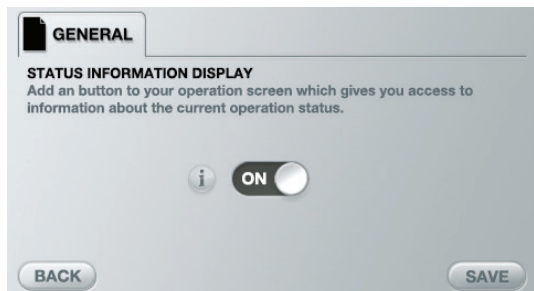 GENERAL
STATUS INFORMATION DISPLAY
Add an button to your operation screen which gives you access to
information about the current operation status.
i ON
BACK SAVE